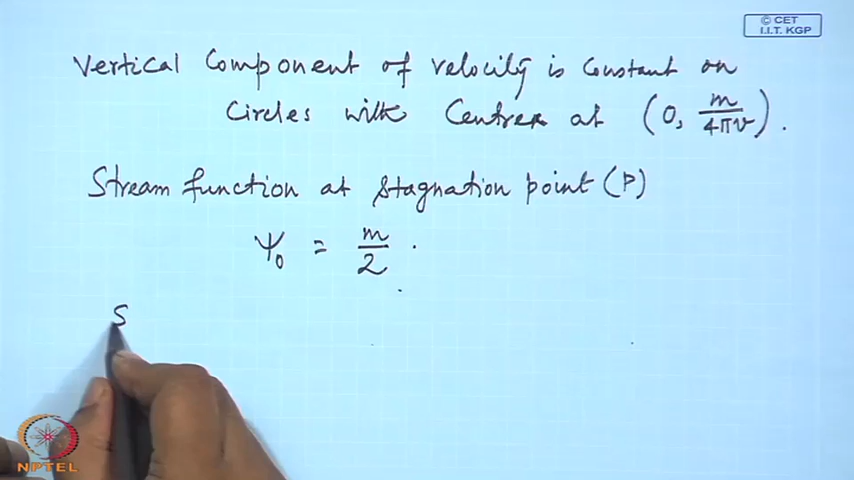 © CET
I.I.T. KGP
Vertical Component of velocity is constant on
Circles with Centre at (0, m/4πv).
Stream function at stagnation point (P)
Ψ₀ = m/2 .
S
NPTEL